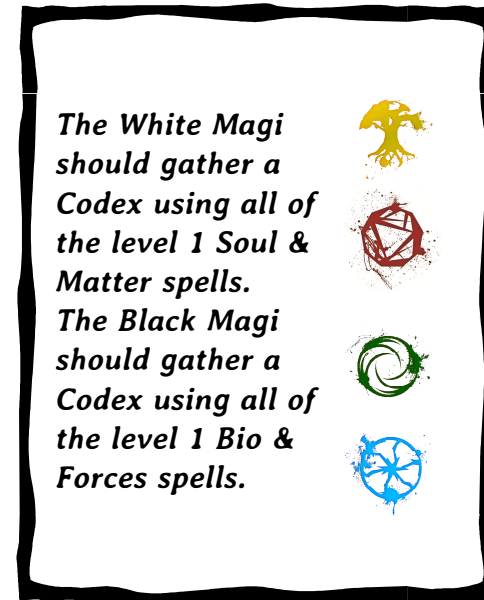 The White Magi
should gather a
Codex using all of
the level 1 Soul &
Matter spells.
The Black Magi
should gather a
Codex using all of
the level 1 Bio &
Forces spells.